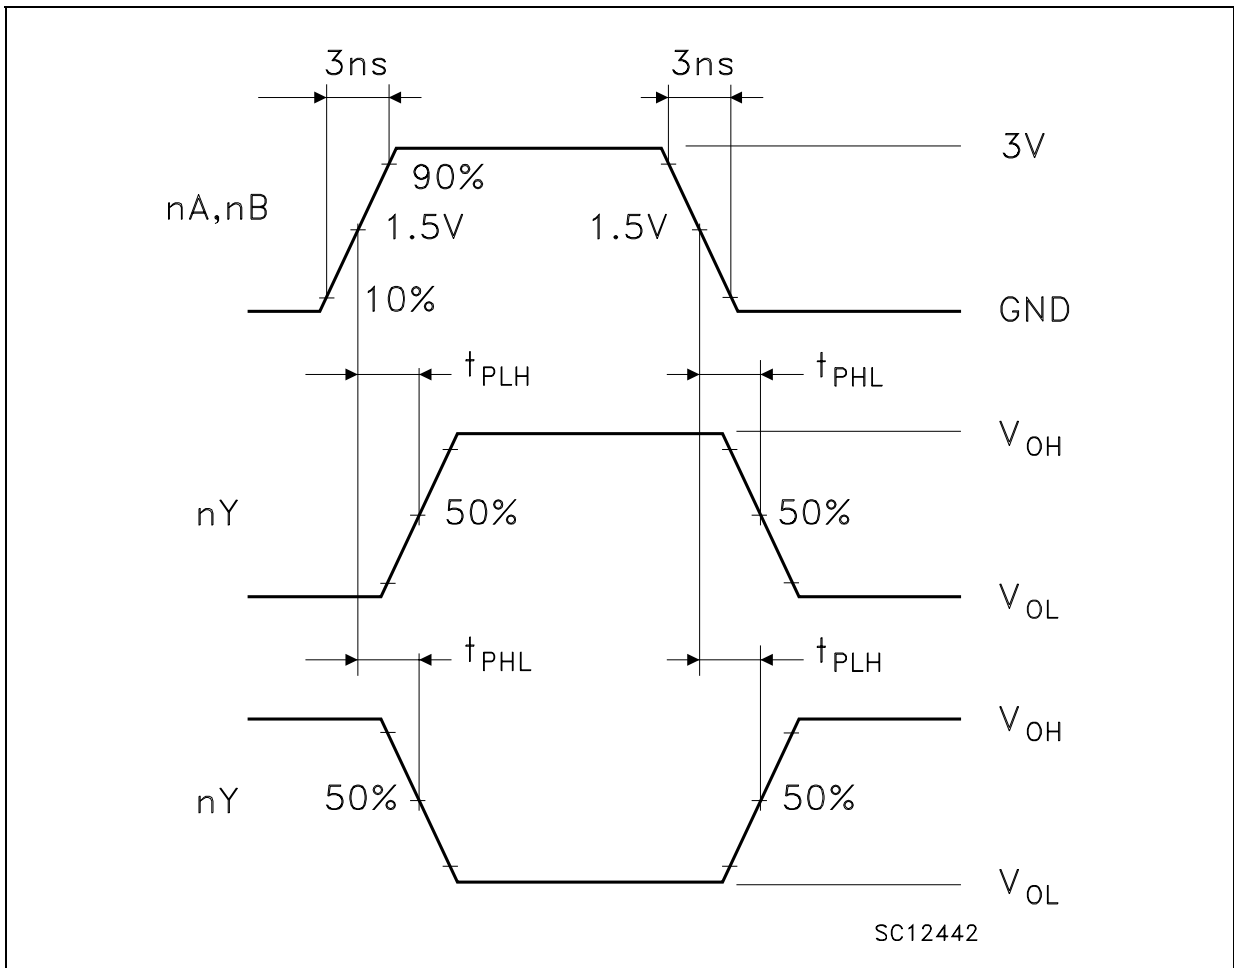 3ns 3ns
3V
90%
nA,nB
1.5V 1.5V
10%
GND
tPLH tPHL
VOH
nY 50% 50%
VOL
tPHL tPLH
VOH
nY 50% 50%
VOL
SC12442